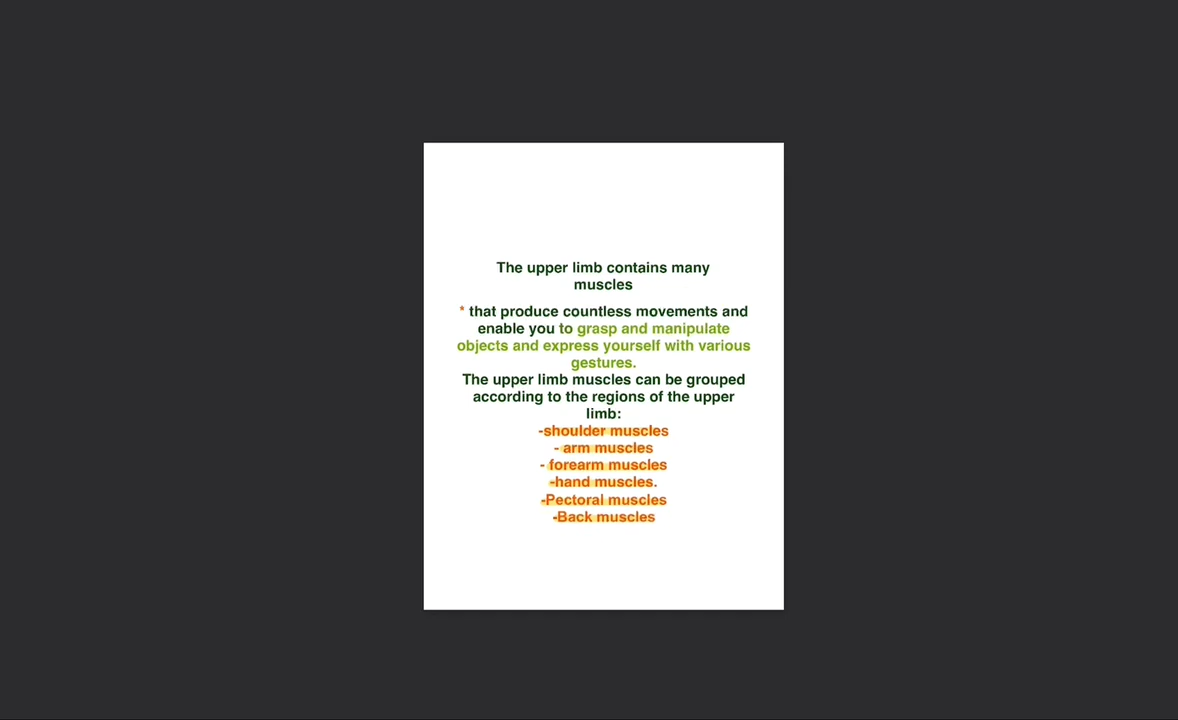 The upper limb contains many
muscles
* that produce countless movements and
enable you to grasp and manipulate
objects and express yourself with various
gestures.
The upper limb muscles can be grouped
according to the regions of the upper
limb:
-shoulder muscles
- arm muscles
- forearm muscles
-hand muscles.
-Pectoral muscles
-Back muscles